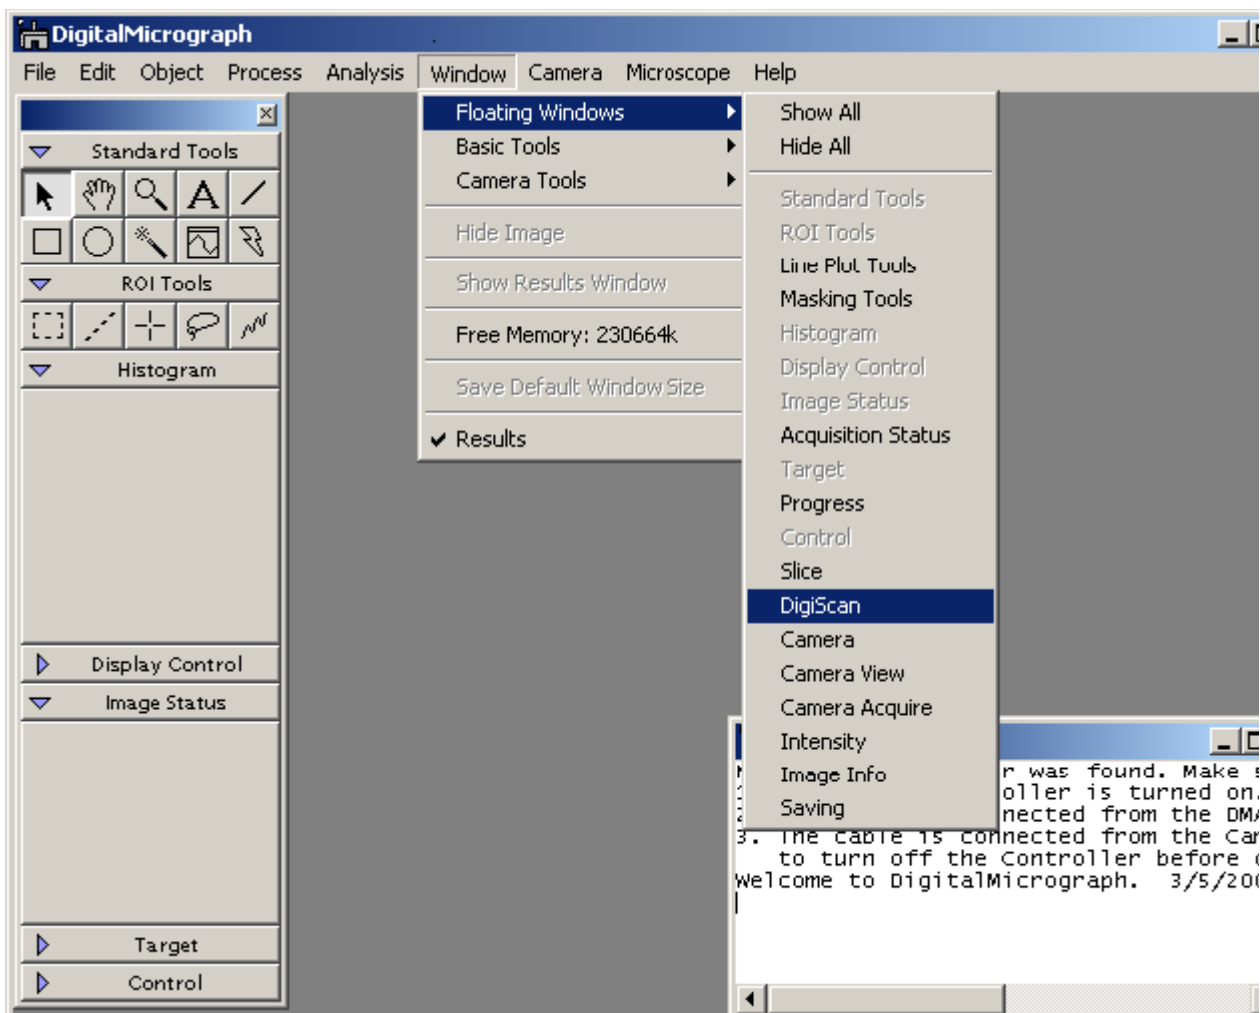 DigitalMicrograph
File Edit Object Process Analysis Window Camera Microscope Help
Standard Tools
A
ROI Tools
Histogram
Display Control
Image Status
Target
Control
Floating Windows
Basic Tools
Camera Tools
Hide Image
Show Results Window
Free Memory: 230664k
Save Default Window Size
Results
Show All
Hide All
Standard Tools
ROI Tools
Line Plot Tools
Masking Tools
Histogram
Display Control
Image Status
Acquisition Status
Target
Progress
Control
Slice
DigiScan
Camera
Camera View
Camera Acquire
Intensity
Image Info
Saving
was found. Make
is turned on.
from the
3. The cable is connected from the
to turn off the Controller before
Welcome to DigitalMicrograph. 3/5/200